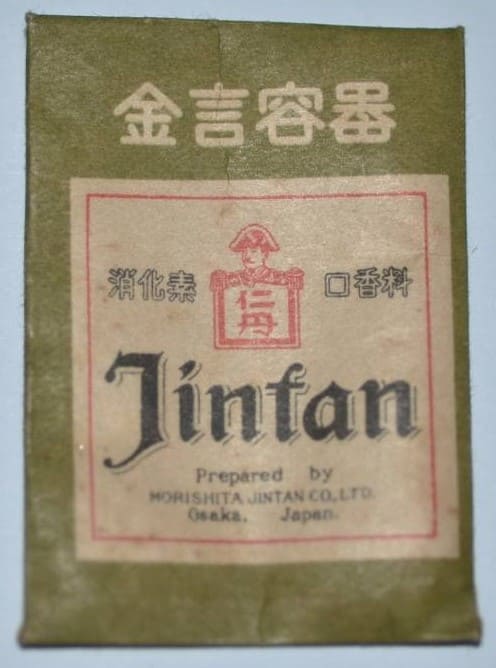 金言容器
消化素 口香料
仁丹
Jintan
Prepared by
MORISHITA JINTAN CO., LTD.
Osaka, Japan.